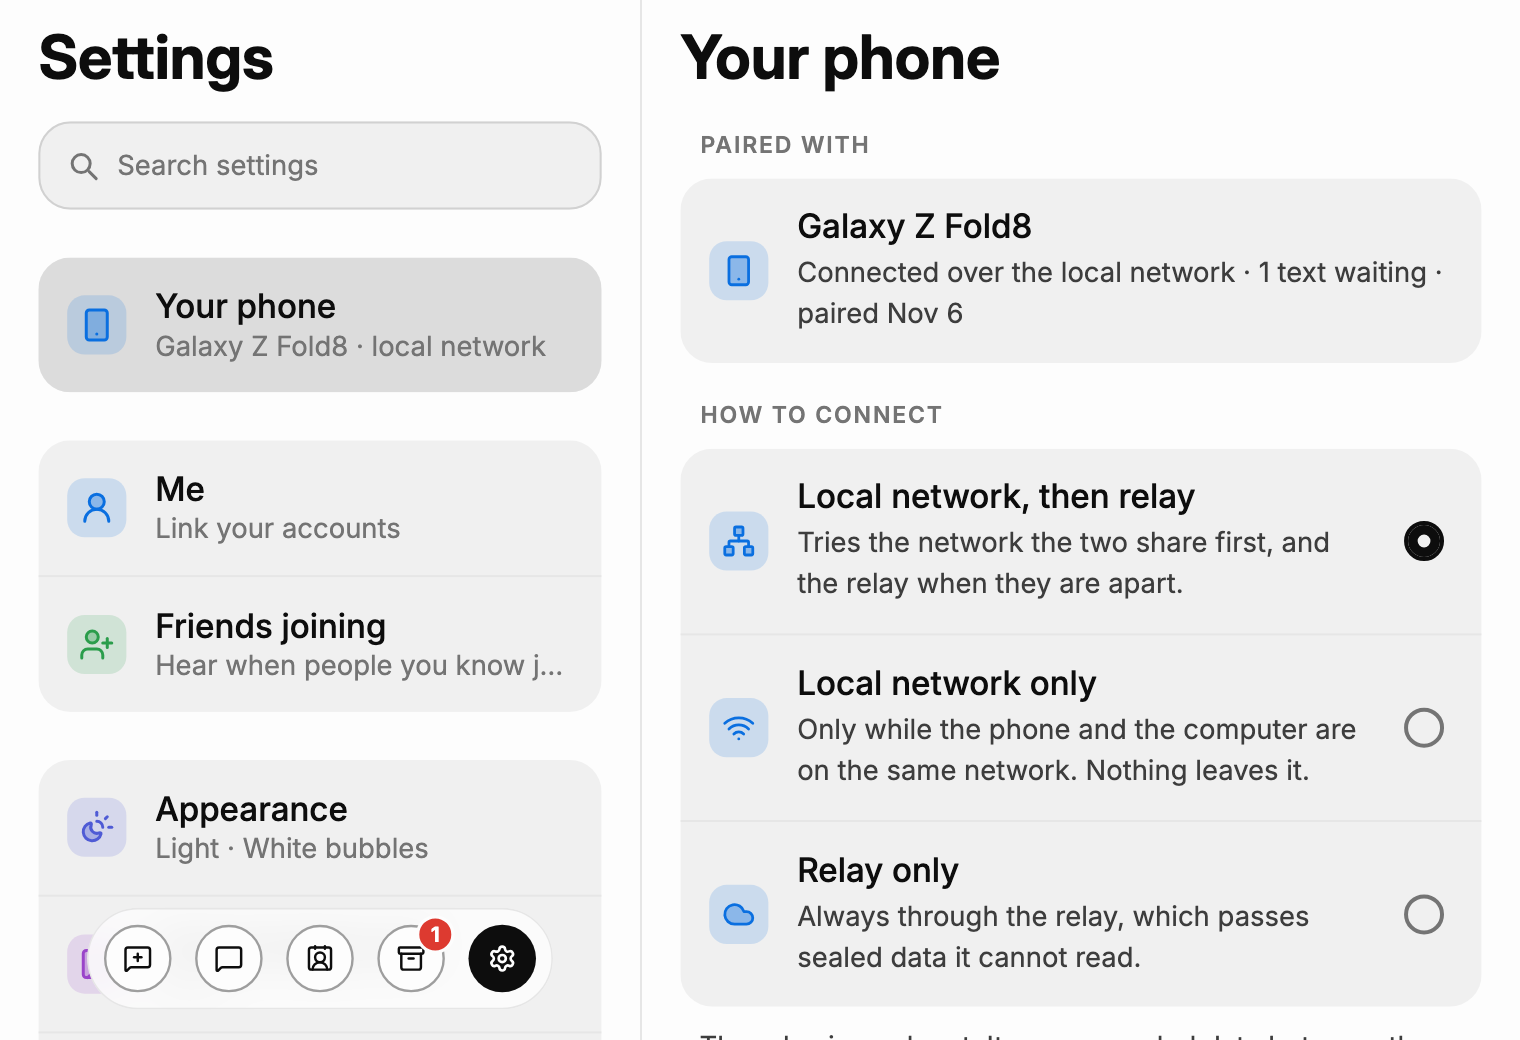 Settings
Search settings
Your phone
Galaxy Z Fold8 · local network
Me
Link your accounts
Friends joining
Hear when people you know j...
Appearance
Light · White bubbles
1
Your phone
PAIRED WITH
Galaxy Z Fold8
Connected over the local network · 1 text waiting ·
paired Nov 6
HOW TO CONNECT
Local network, then relay
Tries the network the two share first, and
the relay when they are apart.
Local network only
Only while the phone and the computer are
on the same network. Nothing leaves it.
Relay only
Always through the relay, which passes
sealed data it cannot read.